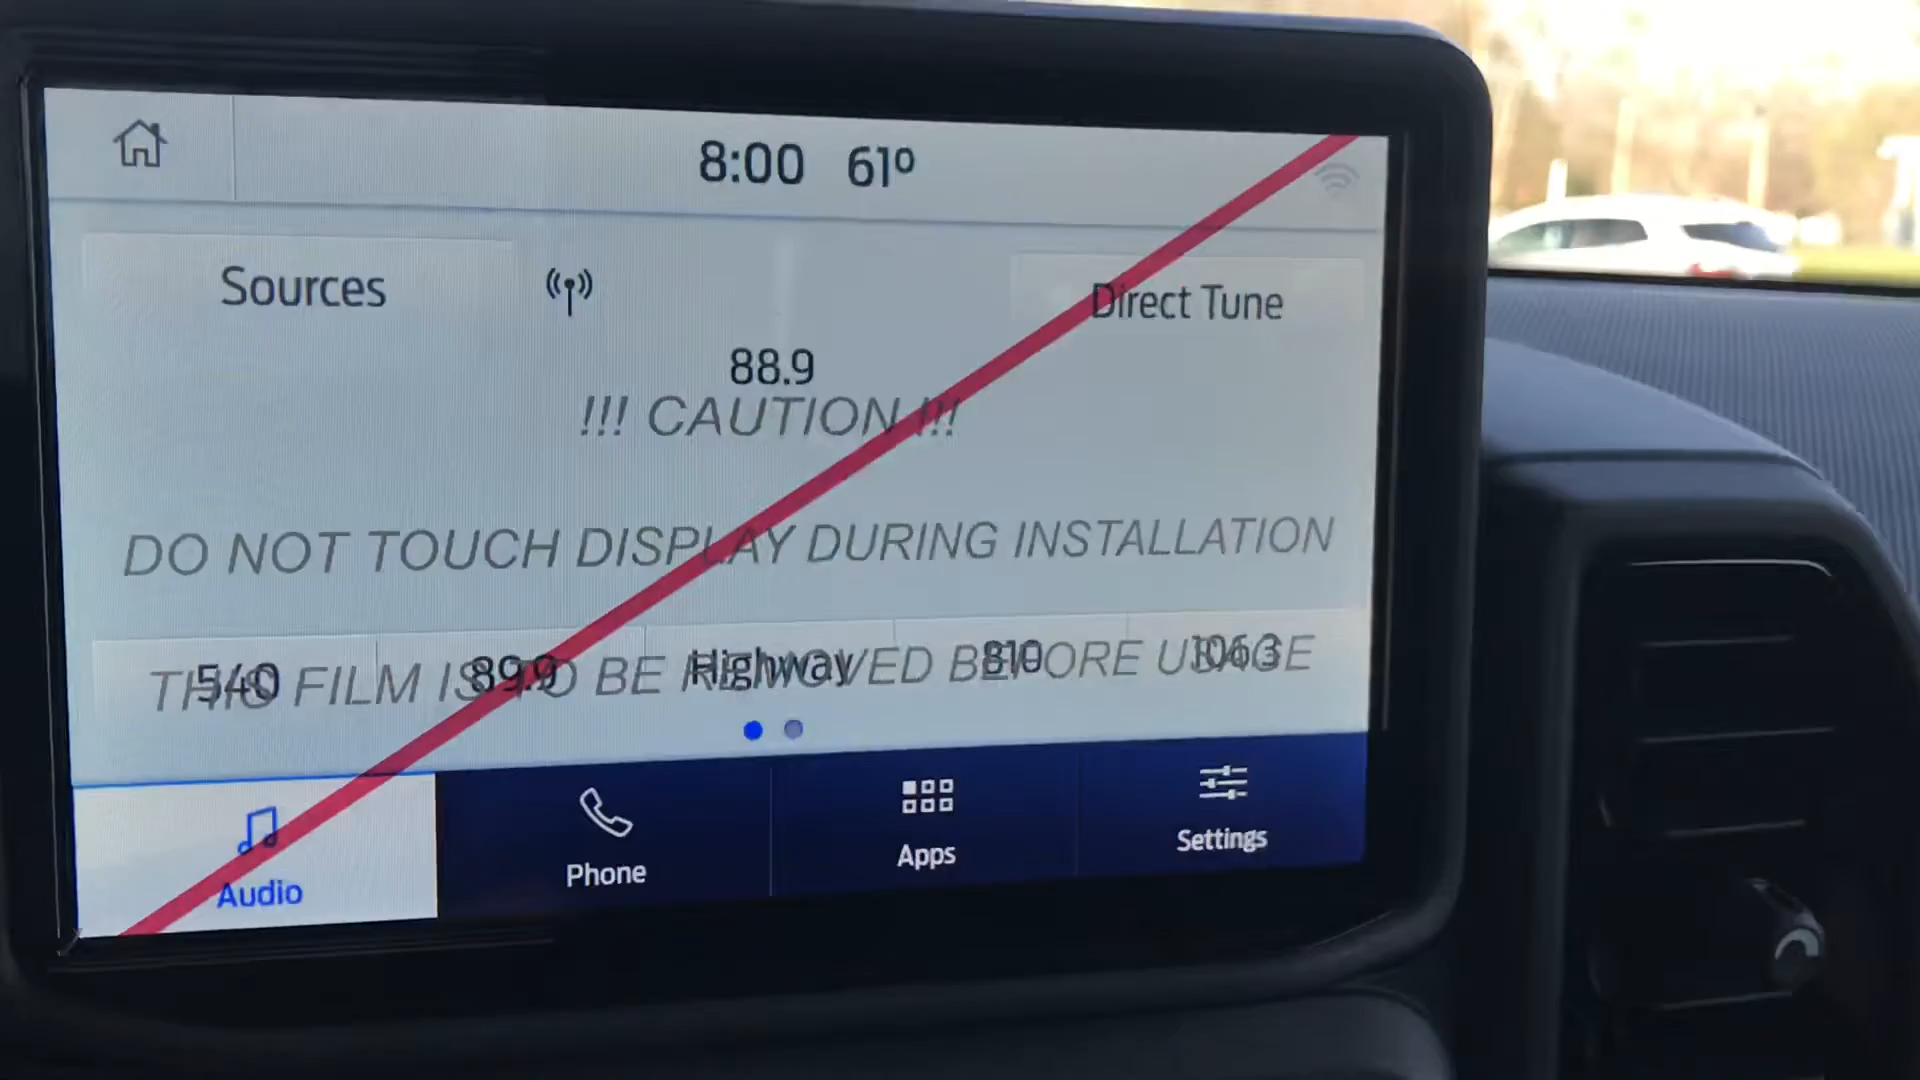 8:00 61º
Sources
Direct Tune
88.9
!!! CAUTION !!!
DO NOT TOUCH DISPLAY DURING INSTALLATION
540 89.9 Highway 810 106.3
THIS FILM IS TO BE REMOVED BEFORE USAGE
Audio
Phone
Apps
Settings